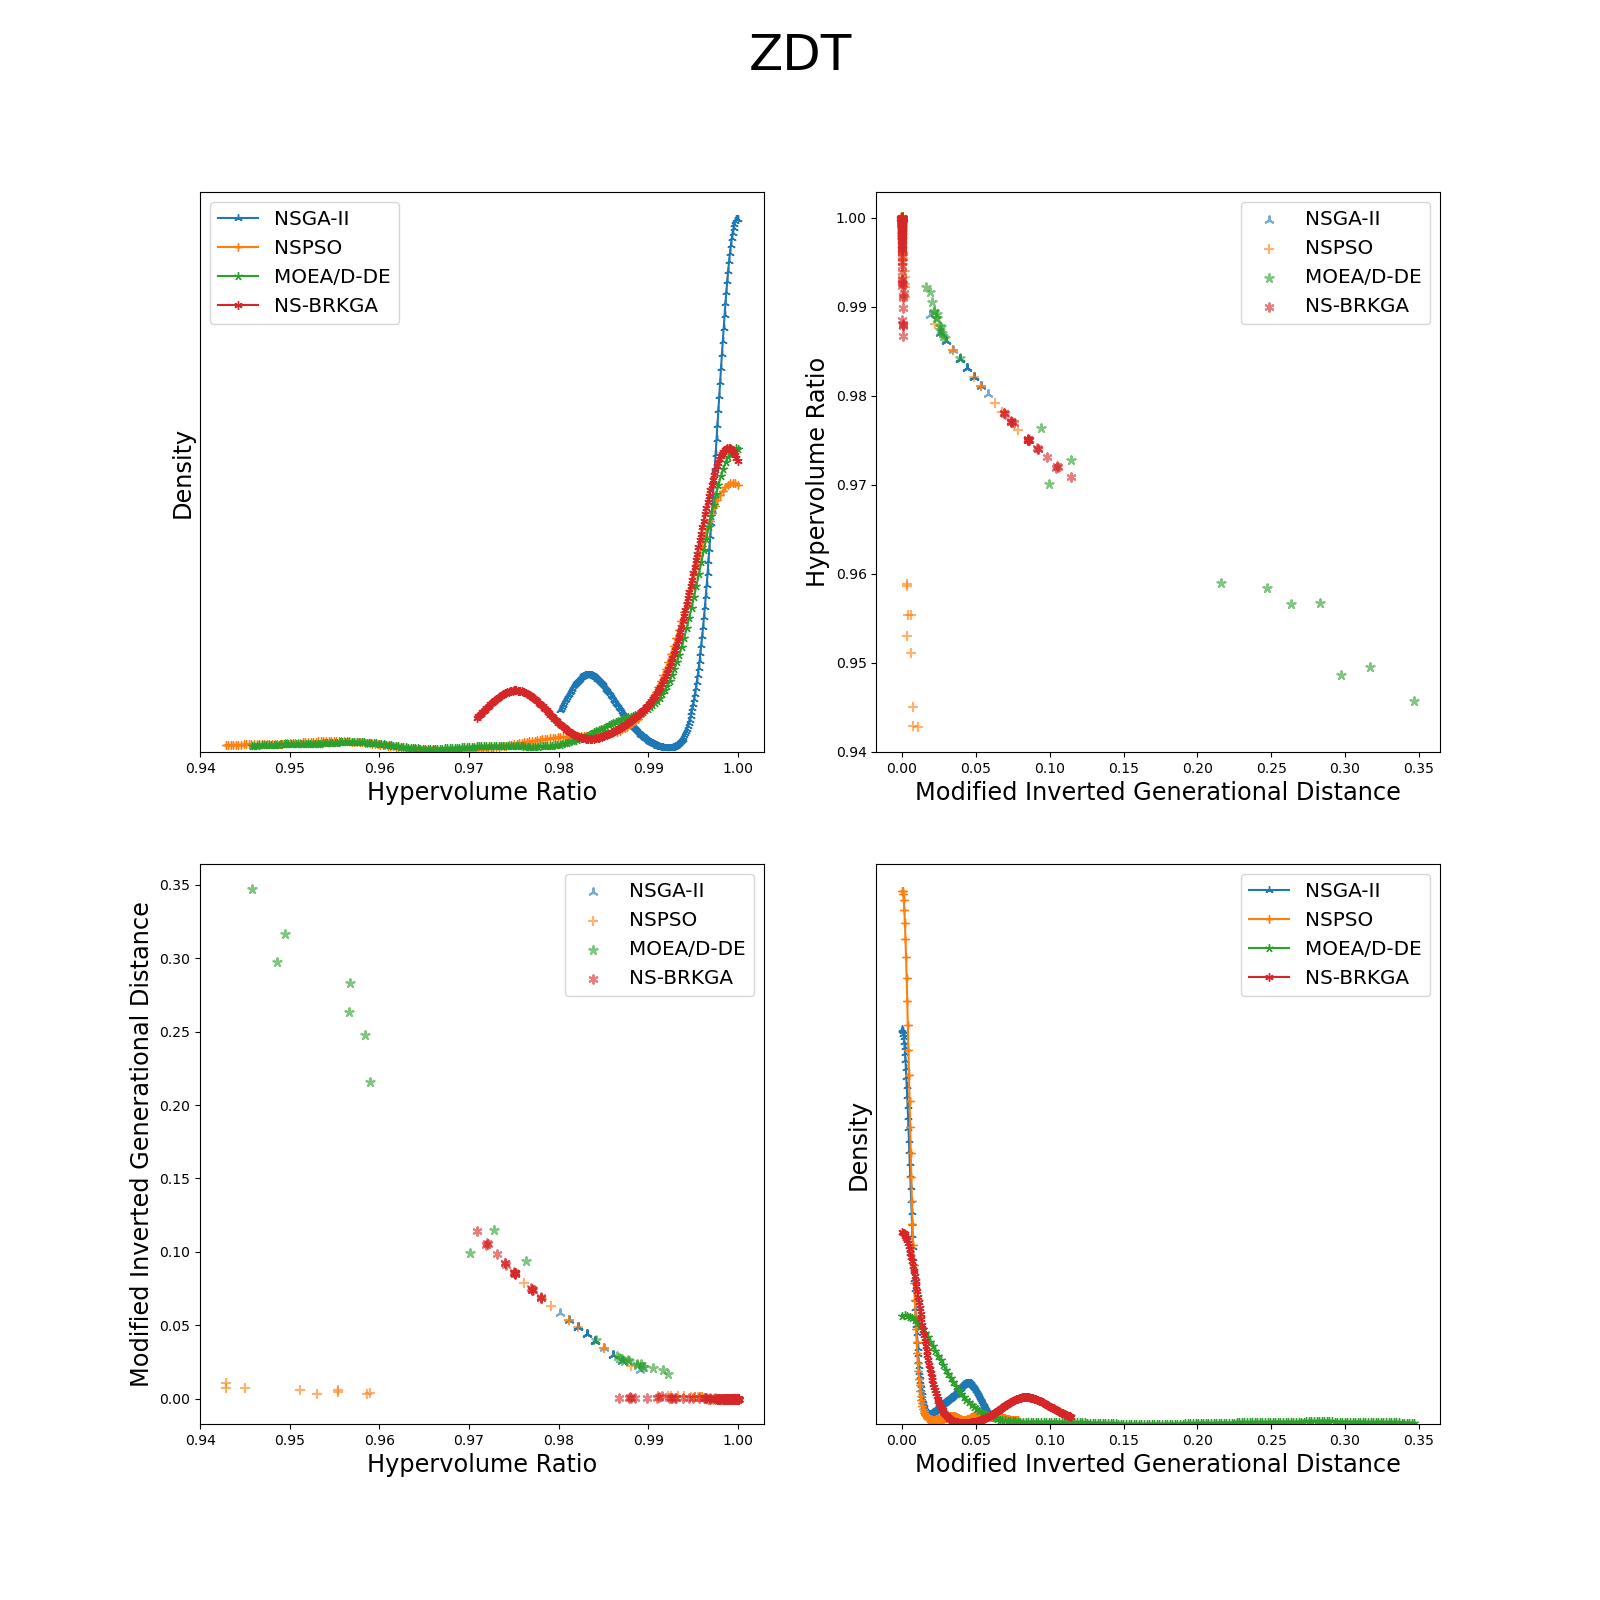 ZDT
Density
NSGA-II
NSPSO
MOEA/D-DE
NS-BRKGA
0.94 0.95 0.96 0.97 0.98 0.99 1.00
Hypervolume Ratio
Hypervolume Ratio
1.00
0.99
0.98
0.97
0.96
0.95
0.94
NSGA-II
NSPSO
MOEA/D-DE
NS-BRKGA
0.00 0.05 0.10 0.15 0.20 0.25 0.30 0.35
Modified Inverted Generational Distance
Modified Inverted Generational Distance
0.35
0.30
0.25
0.20
0.15
0.10
0.05
0.00
NSGA-II
NSPSO
MOEA/D-DE
NS-BRKGA
0.94 0.95 0.96 0.97 0.98 0.99 1.00
Hypervolume Ratio
Density
NSGA-II
NSPSO
MOEA/D-DE
NS-BRKGA
0.00 0.05 0.10 0.15 0.20 0.25 0.30 0.35
Modified Inverted Generational Distance